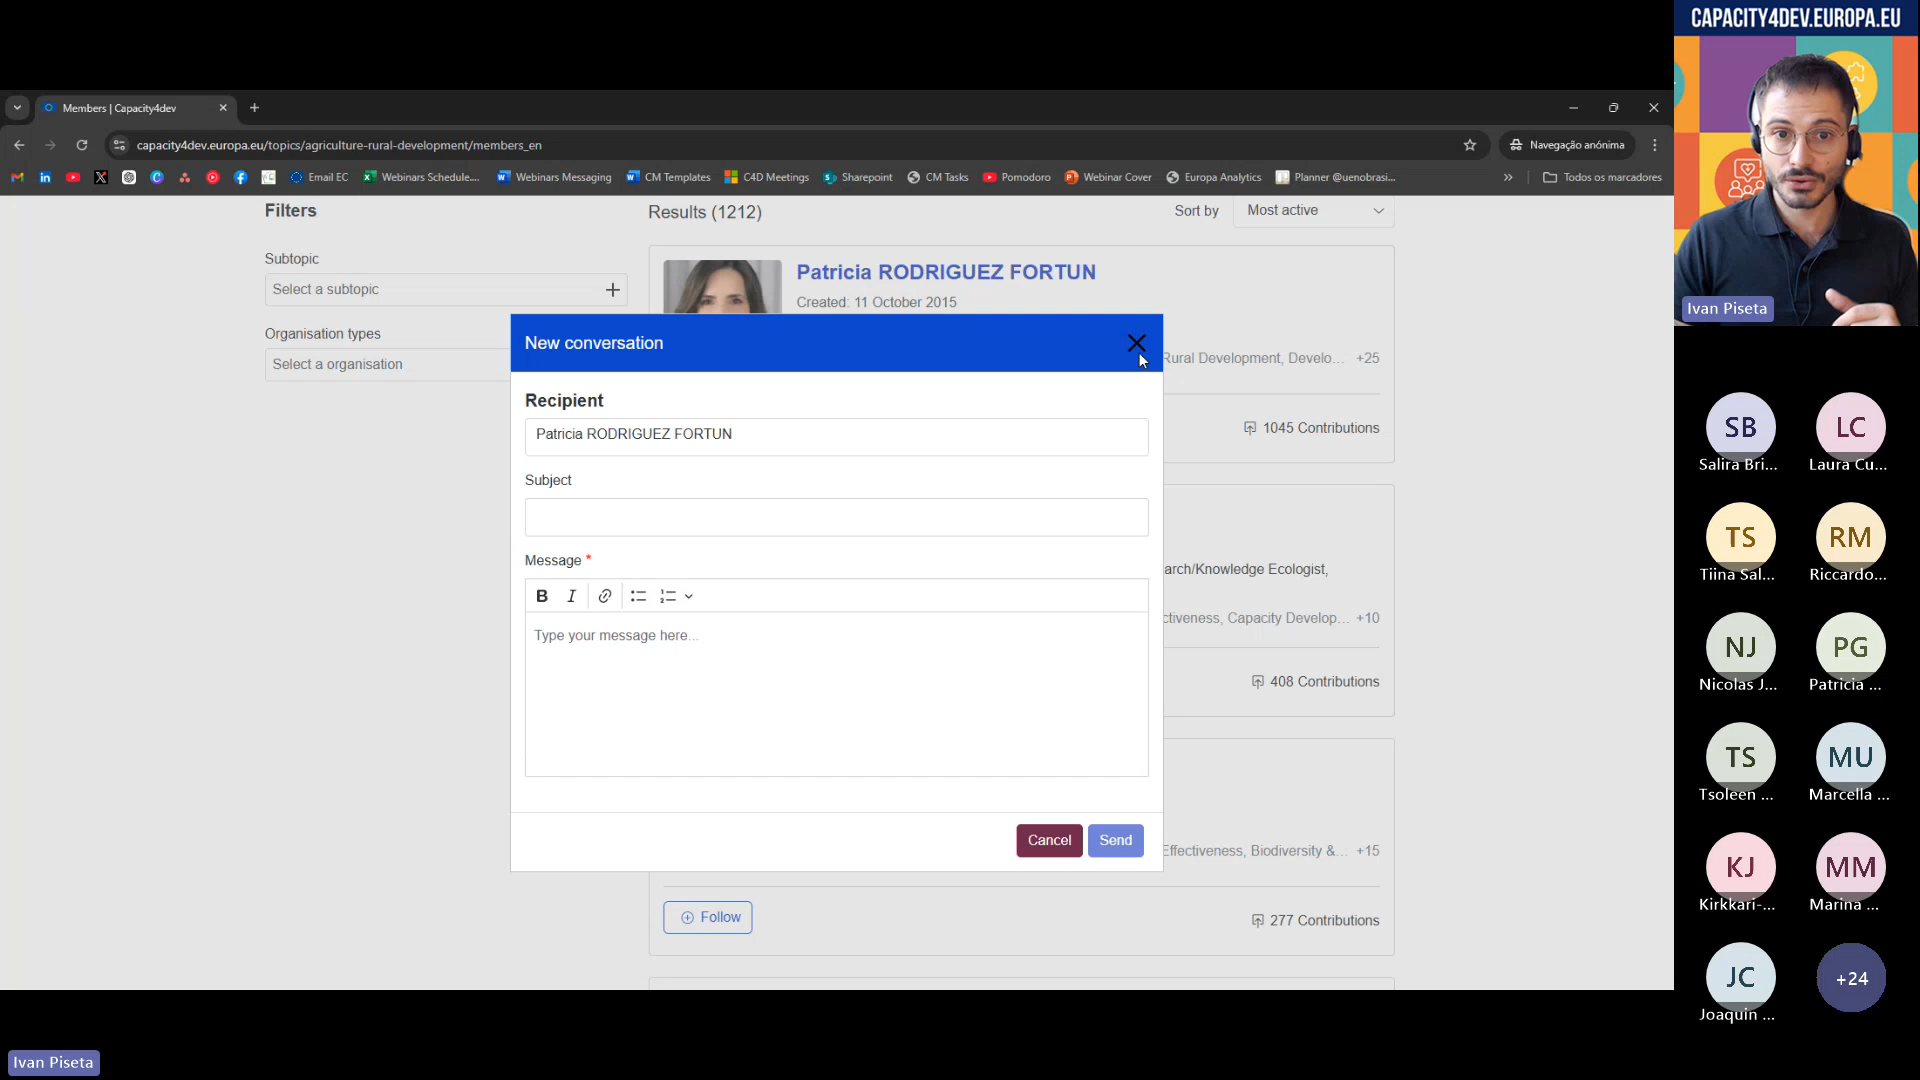 CAPACITY4DEV.EUROPA.EU
Members | Capacity4dev
capacity4dev.europa.eu/topics/agriculture-rural-development/members_en
Navegação anónima
Email EC
Webinars Schedule....
Webinars Messaging
CM Templates
C4D Meetings
Sharepoint
CM Tasks
Pomodoro
Webinar Cover
Europa Analytics
Planner @uenobrasi...
Todos os marcadores
Filters
Results (1212)
Sort by
Most active
Subtopic
Select a subtopic
Organisation types
Select a organisation
Patricia RODRIGUEZ FORTUN
Created: 11 October 2015
Rural Development, Develo... +25
1045 Contributions
New conversation
Recipient
Patricia RODRIGUEZ FORTUN
Subject
Message *
B I
Type your message here...
Cancel
Send
arch/Knowledge Ecologist,
ctiveness, Capacity Develop... +10
408 Contributions
Effectiveness, Biodiversity &... +15
Follow
277 Contributions
Ivan Piseta
SB
Salira Bri...
LC
Laura Cu...
TS
Tiina Sal...
RM
Riccardo...
NJ
Nicolas J...
PG
Patricia ...
TS
Tsoleen ...
MU
Marcella ...
KJ
Kirkkari-...
MM
Marina ...
JC
Joaquin ...
+24
Ivan Piseta